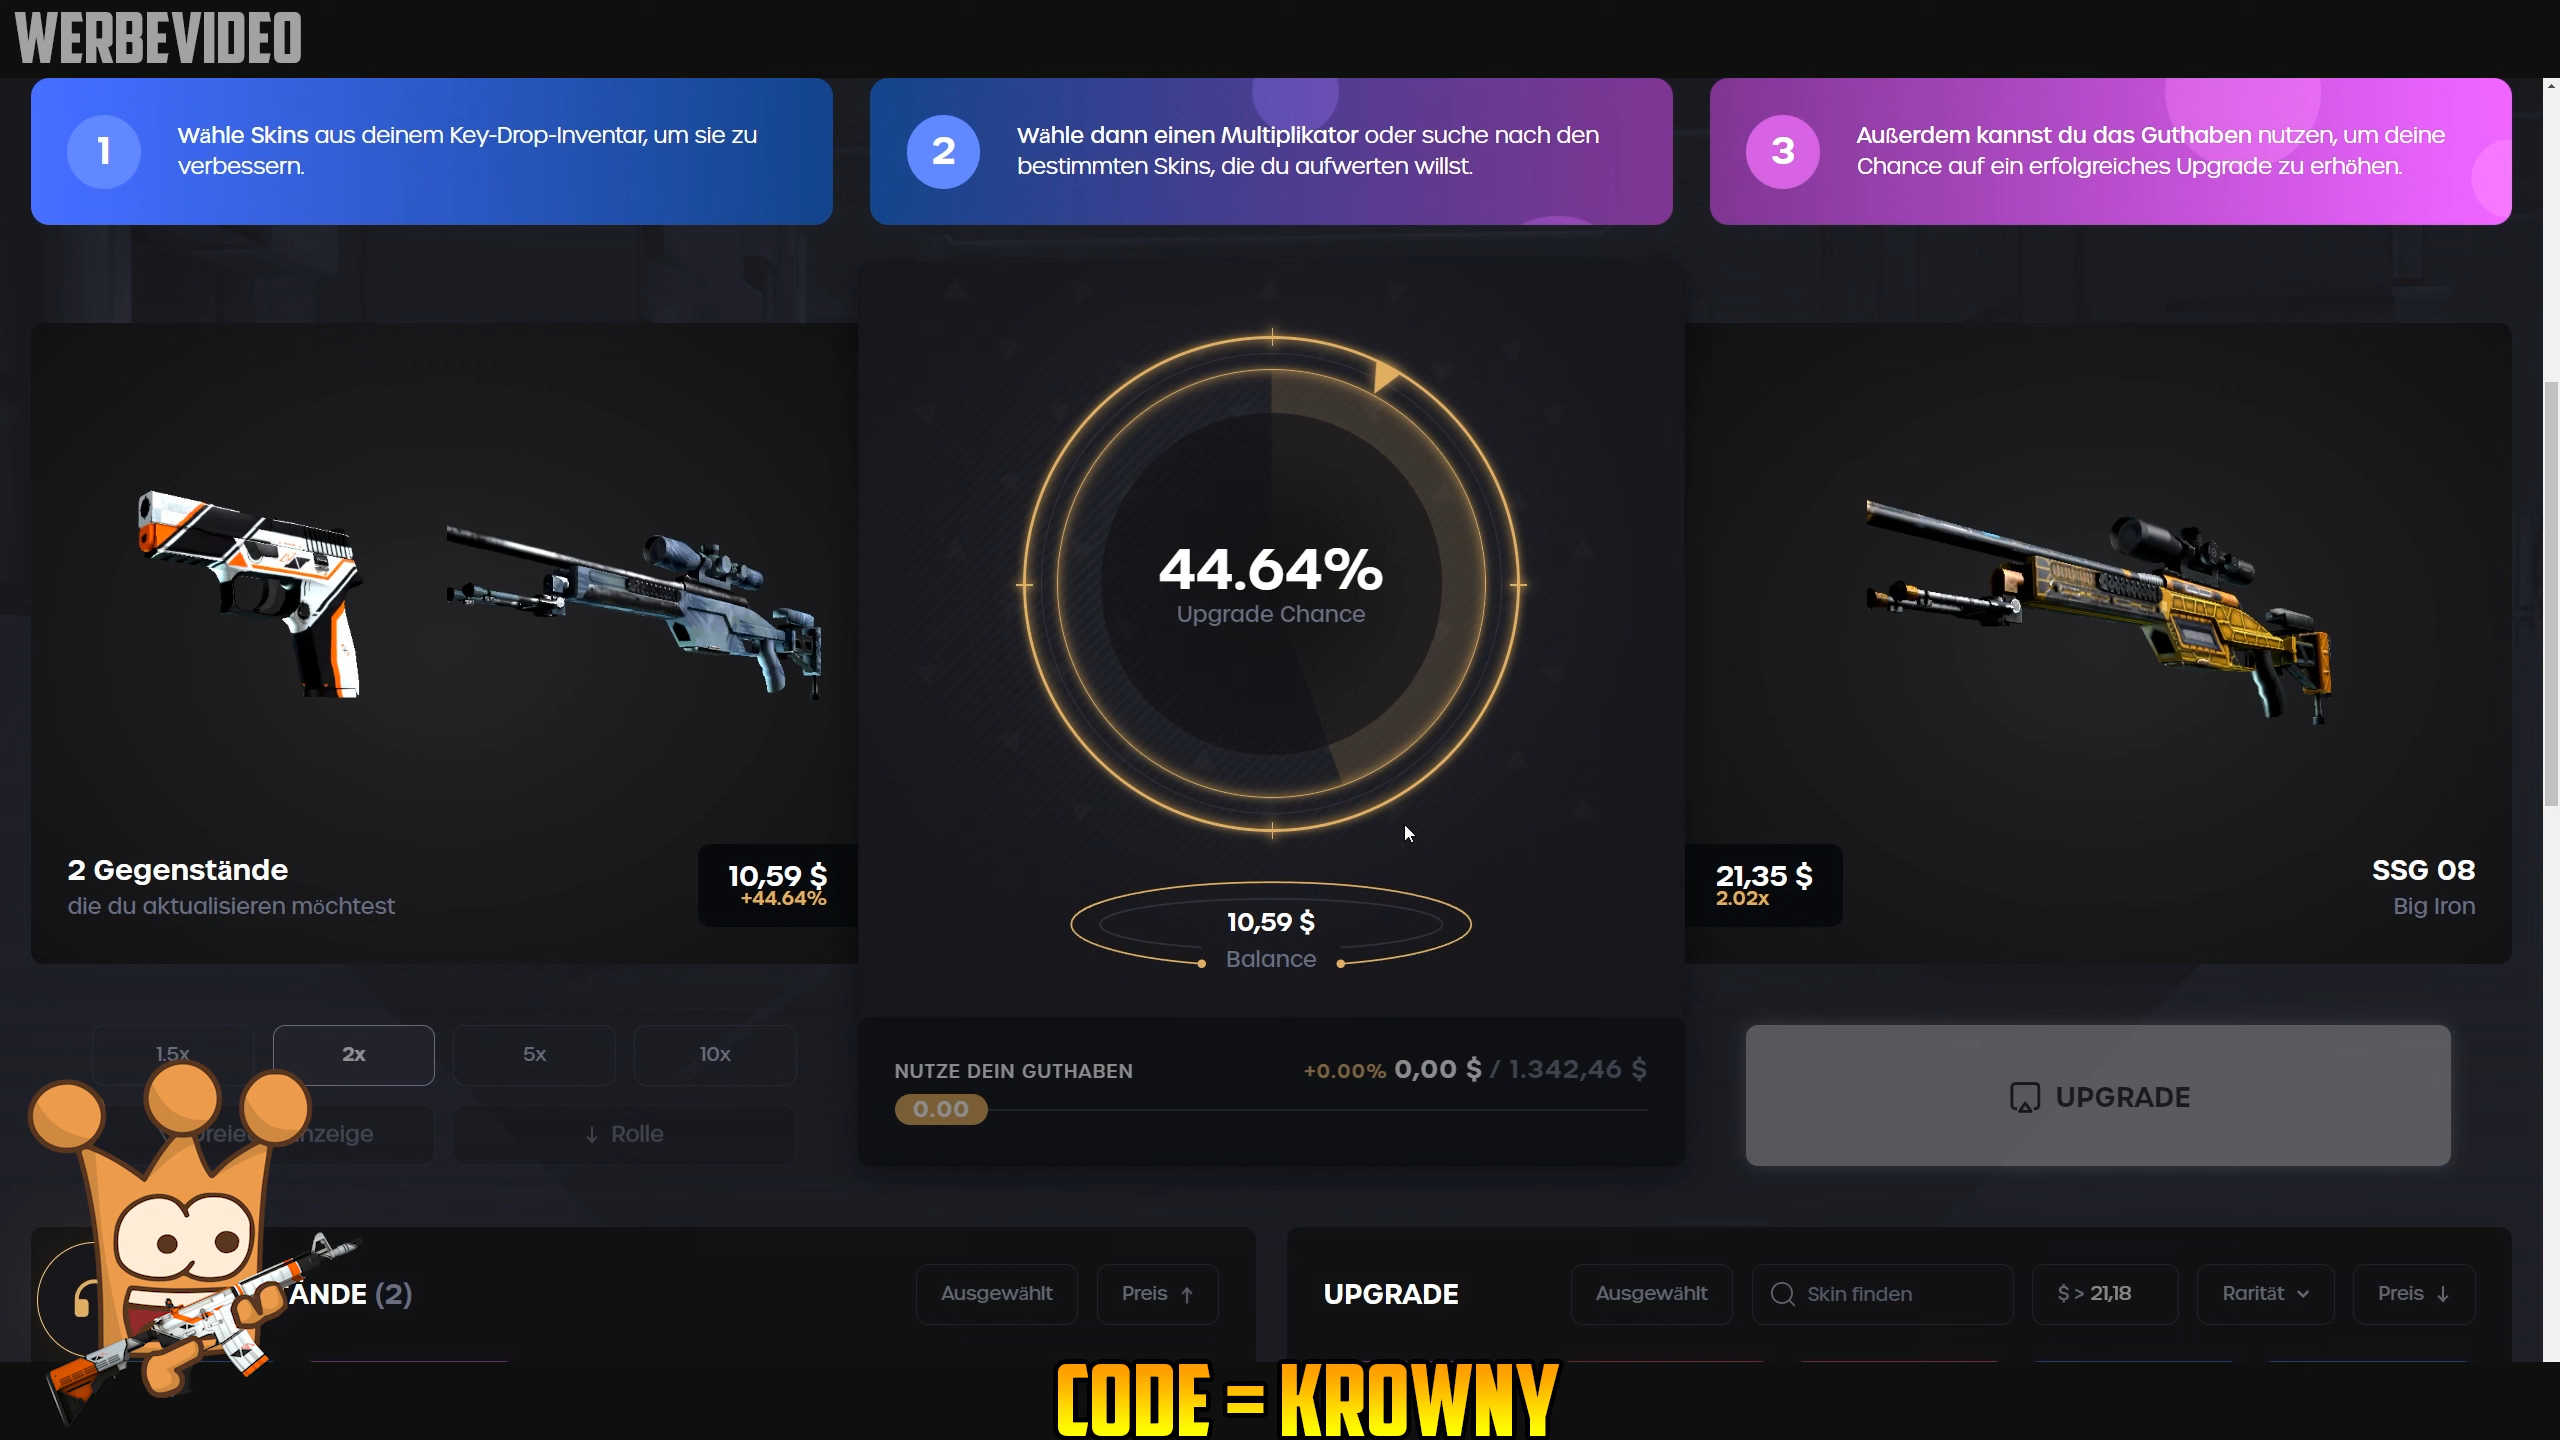 WERBEVIDEO
1
Wähle Skins aus deinem Key-Drop-Inventar, um sie zu
verbessern.
2
Wähle dann einen Multiplikator oder suche nach den
bestimmten Skins, die du aufwerten willst.
3
Außerdem kannst du das Guthaben nutzen, um deine
Chance auf ein erfolgreiches Upgrade zu erhöhen.
44.64%
Upgrade Chance
2 Gegenstände
die du aktualisieren möchtest
10,59 $
+44.64%
10,59 $
Balance
21,35 $
2.02x
SSG 08
Big Iron
1.5x
2x
5x
10x
↓ Rolle
NUTZE DEIN GUTHABEN
+0.00% 0,00 $ / 1.342,46 $
0.00
UPGRADE
(2)
Ausgewählt
Preis ↑
UPGRADE
Ausgewählt
Skin finden
$ > 21,18
Rarität
Preis ↓
CODE = KROWNY